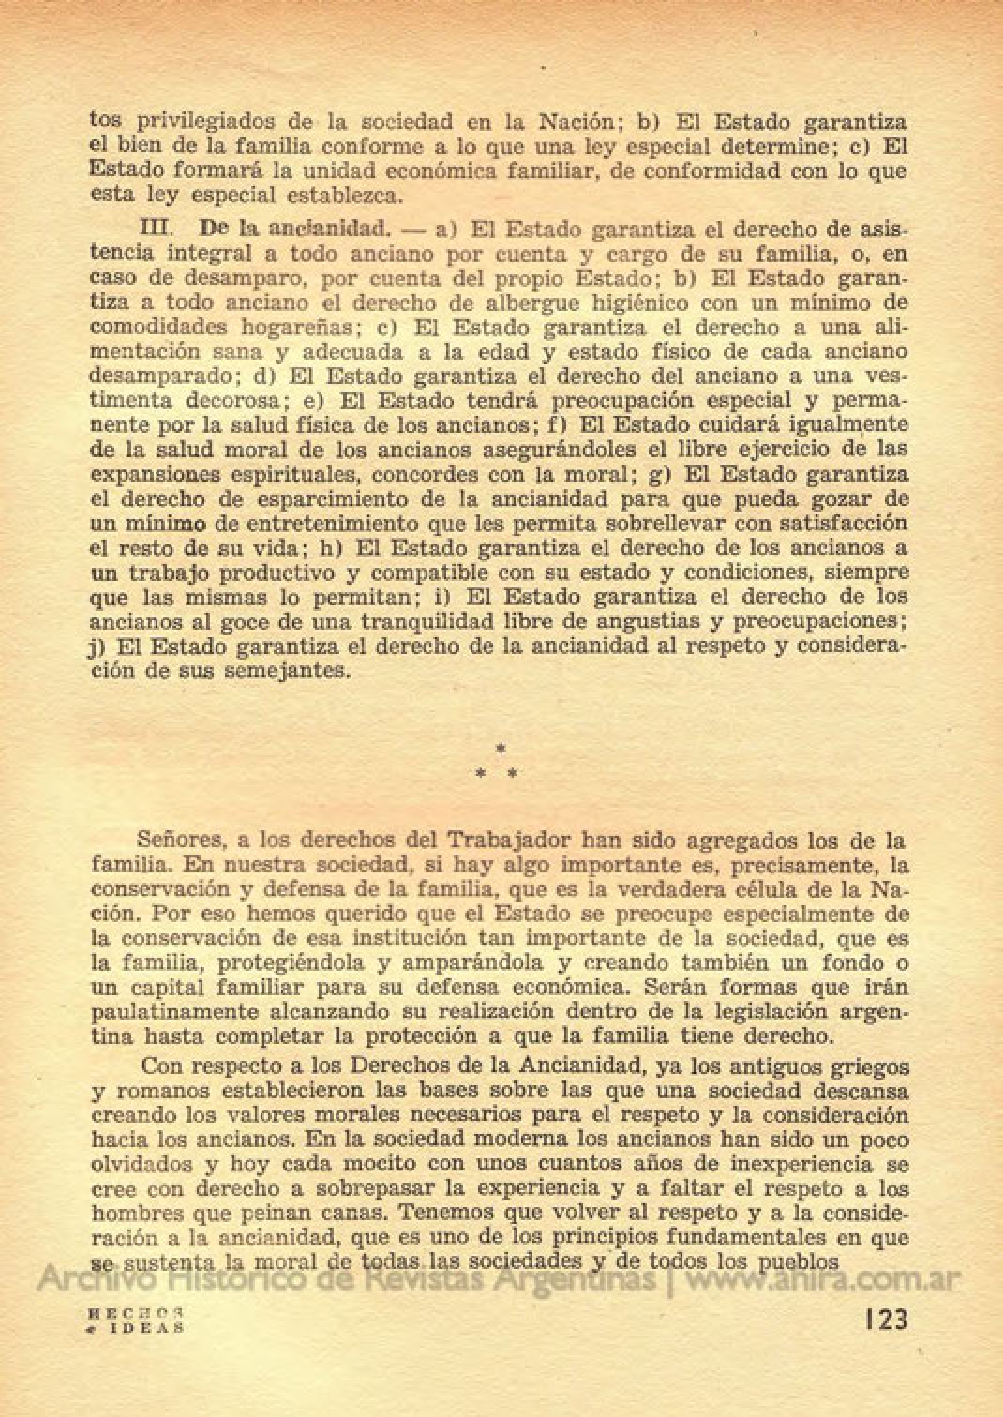 tos privilegiados de la sociedad en la Nación; b) El Estado garantiza
el bien de la familia conforme a lo que una ley especial determine; c) El
Estado formará la unidad económica familiar, de conformidad con lo que
esta ley especial establezca.
III. De la ancianidad. — a) El Estado garantiza el derecho de asis-
tencia integral a todo anciano por cuenta y cargo de su familia, o, en
caso de desamparo, por cuenta del propio Estado; b) El Estado garan-
tiza a todo anciano el derecho de albergue higiénico con un mínimo de
comodidades hogareñas; c) El Estado garantiza el derecho a una ali-
mentación sana y adecuada a la edad y estado físico de cada anciano
desamparado; d) El Estado garantiza el derecho del anciano a una ves-
timenta decorosa; e) El Estado tendrá preocupación especial y perma-
nente por la salud física de los ancianos; f) El Estado cuidará igualmente
de la salud moral de los ancianos asegurándoles el libre ejercicio de las
expansiones espirituales, concordes con la moral; g) El Estado garantiza
el derecho de esparcimiento de la ancianidad para que pueda gozar de
un mínimo de entretenimiento que les permita sobrellevar con satisfacción
el resto de su vida; h) El Estado garantiza el derecho de los ancianos a
un trabajo productivo y compatible con su estado y condiciones, siempre
que las mismas lo permitan; i) El Estado garantiza el derecho de los
ancianos al goce de una tranquilidad libre de angustias y preocupaciones;
j) El Estado garantiza el derecho de la ancianidad al respeto y considera-
ción de sus semejantes.
*
* *
Señores, a los derechos del Trabajador han sido agregados los de la
familia. En nuestra sociedad, si hay algo importante es, precisamente, la
conservación y defensa de la familia, que es la verdadera célula de la Na-
ción. Por eso hemos querido que el Estado se preocupe especialmente de
la conservación de esa institución tan importante de la sociedad, que es
la familia, protegiéndola y amparándola y creando también un fondo o
un capital familiar para su defensa económica. Serán formas que irán
paulatinamente alcanzando su realización dentro de la legislación argen-
tina hasta completar la protección a que la familia tiene derecho.
Con respecto a los Derechos de la Ancianidad, ya los antiguos griegos
y romanos establecieron las bases sobre las que una sociedad descansa
creando los valores morales necesarios para el respeto y la consideración
hacia los ancianos. En la sociedad moderna los ancianos han sido un poco
olvidados y hoy cada mocito con unos cuantos años de inexperiencia se
cree con derecho a sobrepasar la experiencia y a faltar el respeto a los
hombres que peinan canas. Tenemos que volver al respeto y a la conside-
ración a la ancianidad, que es uno de los principios fundamentales en que
se sustenta la moral de todas las sociedades y de todos los pueblos
Archivo Histórico de Revistas Argentinas | www.ahira.com.ar
HECHOS
e IDEAS
123